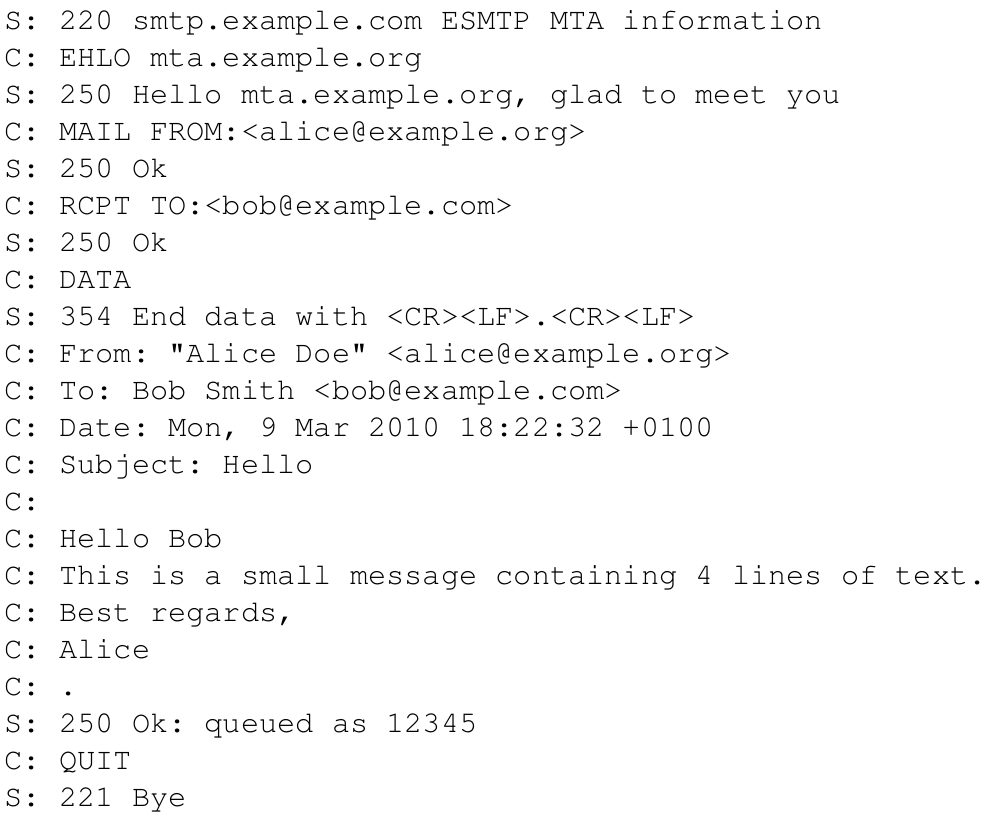 S: 220 smtp.example.com ESMTP MTA information
C: EHLO mta.example.org
S: 250 Hello mta.example.org, glad to meet you
C: MAIL FROM:<alice@example.org>
S: 250 Ok
C: RCPT TO:<bob@example.com>
S: 250 Ok
C: DATA
S: 354 End data with <CR><LF>.<CR><LF>
C: From: "Alice Doe" <alice@example.org>
C: To: Bob Smith <bob@example.com>
C: Date: Mon, 9 Mar 2010 18:22:32 +0100
C: Subject: Hello
C:
C: Hello Bob
C: This is a small message containing 4 lines of text.
C: Best regards,
C: Alice
C: .
S: 250 Ok: queued as 12345
C: QUIT
S: 221 Bye